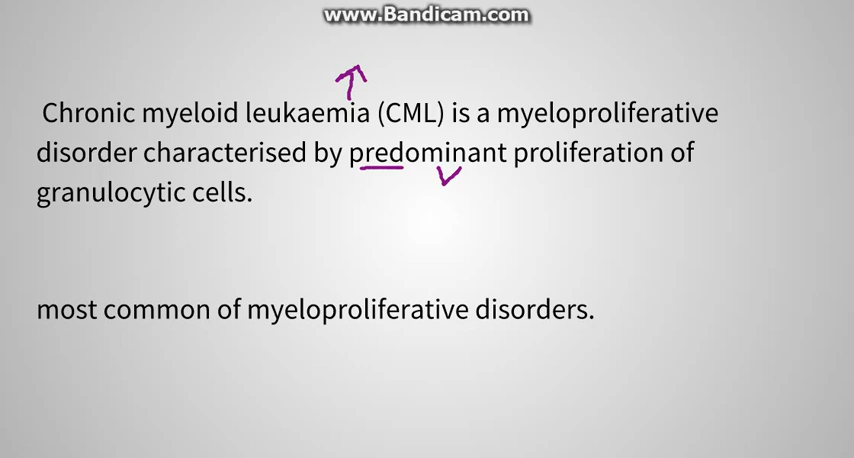 www.Bandicam.com
Chronic myeloid leukaemia (CML) is a myeloproliferative
disorder characterised by predominant proliferation of
granulocytic cells.
most common of myeloproliferative disorders.